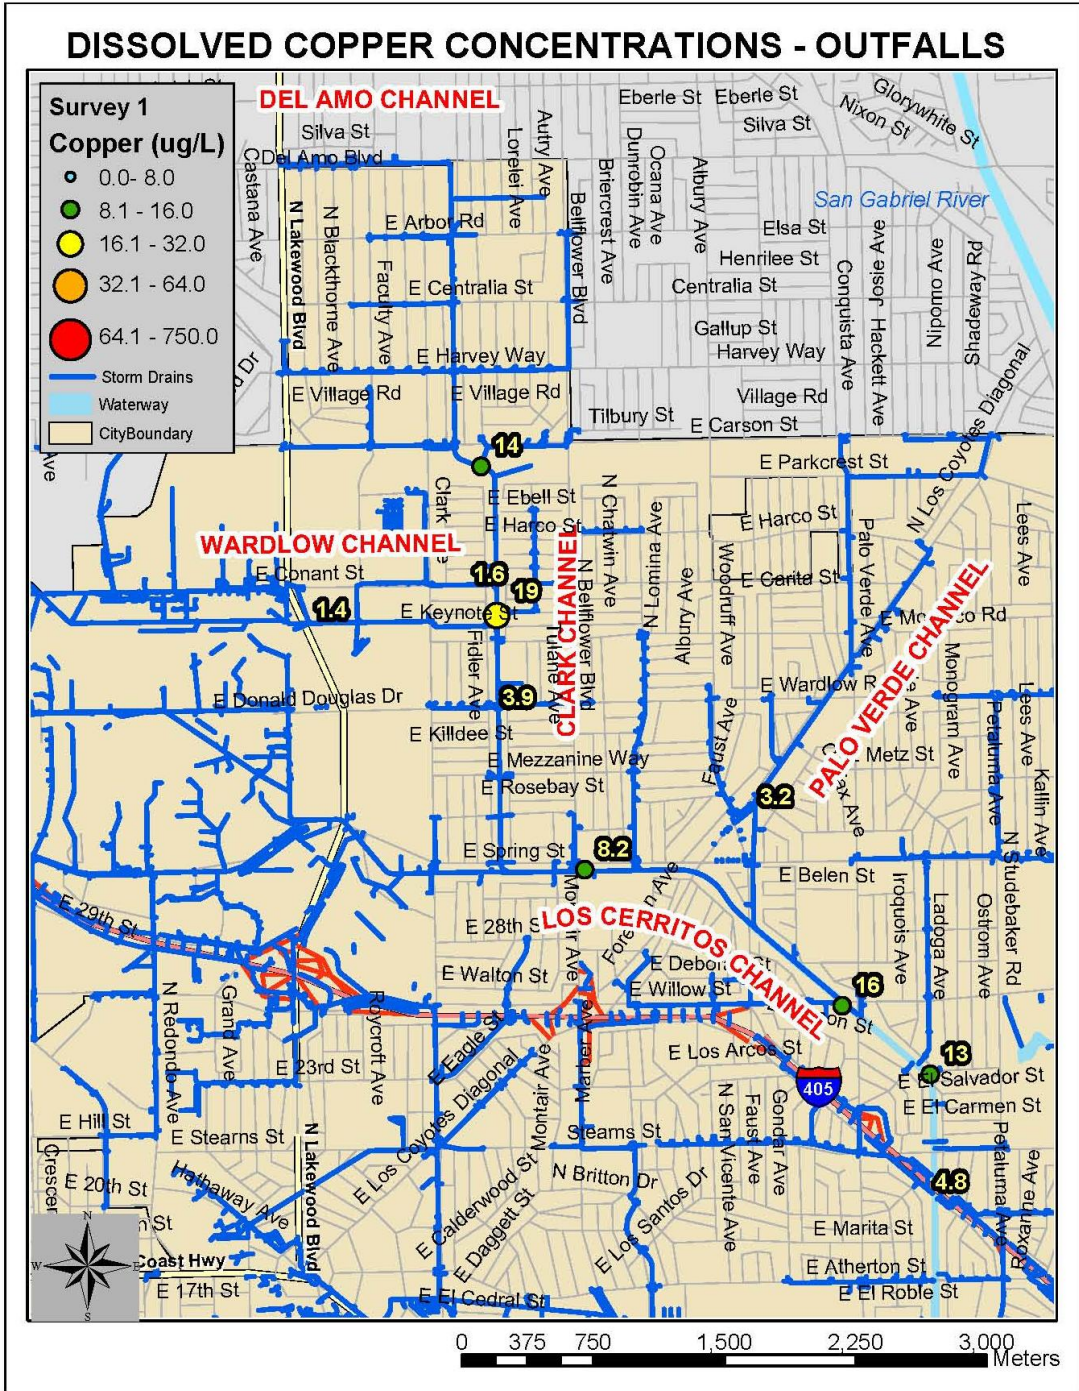 DISSOLVED COPPER CONCENTRATIONS - OUTFALLS
Survey 1
Copper (ug/L)
0.0- 8.0
8.1 - 16.0
16.1 - 32.0
32.1 - 64.0
64.1 - 750.0
Storm Drains
Waterway
CityBoundary
DEL AMO CHANNEL
Silva St
Del Amo Blvd
Castana Ave
N Lakewood Blvd
N Blackthorne Ave
Faculty Ave
Lorelei Ave
Autry Ave
Bellflower Blvd
Briercrest Ave
Dunrobin Ave
Ocana Ave
Albury Ave
Eberle St
Eberle St
Silva St
Nixon St
Glorywhite St
San Gabriel River
E Arbor Rd
Elsa St
Henrilee St
E Centralia St
Centralia St
Conquista Ave
Josie Ave
Hackett Ave
Nipomo Ave
Shadeway Rd
Gallup St
Harvey Way
E Harvey Way
E Village Rd
E Village Rd
Village Rd
Tilbury St
E Carson St
N Los Coyotes Diagonal
14
E Parkcrest St
Clark
E Ebell St
E Harco St
N Chatwin Ave
N Lomina Ave
E Harco St
Lees Ave
WARDLOW CHANNEL
CLARK CHANNEL
PALO VERDE CHANNEL
E Conant St
1.6
19
1.4
E Keynote St
E Carita St
Palo Verde Ave
Woodruff Ave
Albury Ave
N Bellflower Blvd
Tulane Ave
Fidler Ave
E Donald Douglas Dr
3.9
E Wardlow R
Monogram Ave
Petaluma Ave
Lees Ave
E Killdee St
E Mezzanine Way
Faust Ave
Metz St
E Rosebay St
3.2
Kallin Ave
E Spring St
8.2
E Belen St
N Studebaker Rd
E 29th St
E 28th S
LOS CERRITOS CHANNEL
Iroquois Ave
Ladoga Ave
Ostrom Ave
E Walton St
E Willow St
16
N Redondo Ave
Grand Ave
Roycroft Ave
E Eagle St
E 23rd St
E Los Arcos St
405
13
E El Salvador St
E El Carmen St
E Hill St
E Stearns St
N Lakewood Blvd
E Los Coyotes Diagonal
Montair Ave
Stearns St
N San Vicente Ave
Faust Ave
Gondar Ave
Petaluma Ave
Roxanne Ave
E 20th St
Hathaway Ave
E Calderwood St
E Daggett St
N Britton Dr
E Los Santos Dr
4.8
E Marita St
N
W
E
S
Coast Hwy
E 17th St
E Atherton St
E El Roble St
E El Cedral St
0 375 750 1,500 2,250 3,000
Meters